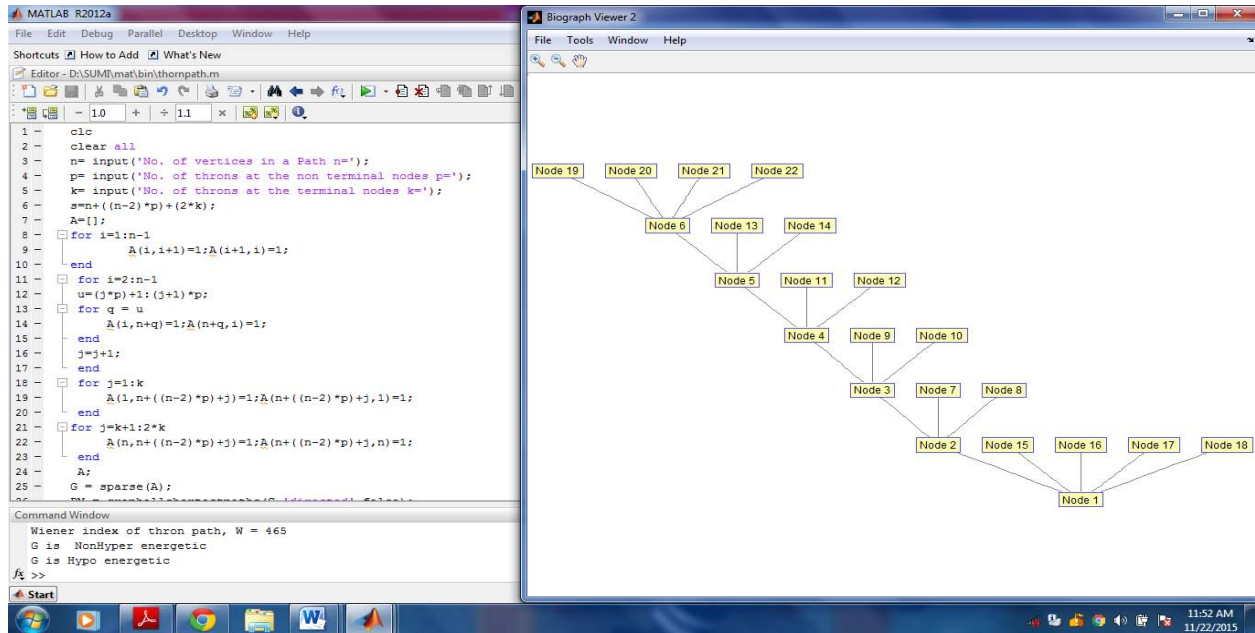 MATLAB R2012a
File Edit Debug Parallel Desktop Window Help
Shortcuts How to Add What's New
Editor - D:\SUMI\mat\bin\thornpath.m
- 1.0 + ÷ 1.1 ×
1 - clc
2 - clear all
3 - n= input('No. of vertices in a Path n=');
4 - p= input('No. of throns at the non terminal nodes p=');
5 - k= input('No. of throns at the terminal nodes k=');
6 - s=n+((n-2)*p)+(2*k);
7 - A=[];
8 - for i=1:n-1
9 - A(i,i+1)=1;A(i+1,i)=1;
10 - end
11 - for i=2:n-1
12 - u=(j*p)+1:(j+1)*p;
13 - for q = u
14 - A(i,n+q)=1;A(n+q,i)=1;
15 - end
16 - j=j+1;
17 - end
18 - for j=1:k
19 - A(1,n+((n-2)*p)+j)=1;A(n+((n-2)*p)+j,1)=1;
20 - end
21 - for j=k+1:2*k
22 - A(n,n+((n-2)*p)+j)=1;A(n+((n-2)*p)+j,n)=1;
23 - end
24 - A;
25 - G = sparse(A);
Command Window
Wiener index of thron path, W = 465
G is NonHyper energetic
G is Hypo energetic
fx >>
Start
Biograph Viewer 2
File Tools Window Help
Node 19 Node 20 Node 21 Node 22
Node 6 Node 13 Node 14
Node 5 Node 11 Node 12
Node 4 Node 9 Node 10
Node 3 Node 7 Node 8
Node 2 Node 15 Node 16 Node 17 Node 18
Node 1
11:52 AM
11/22/2015